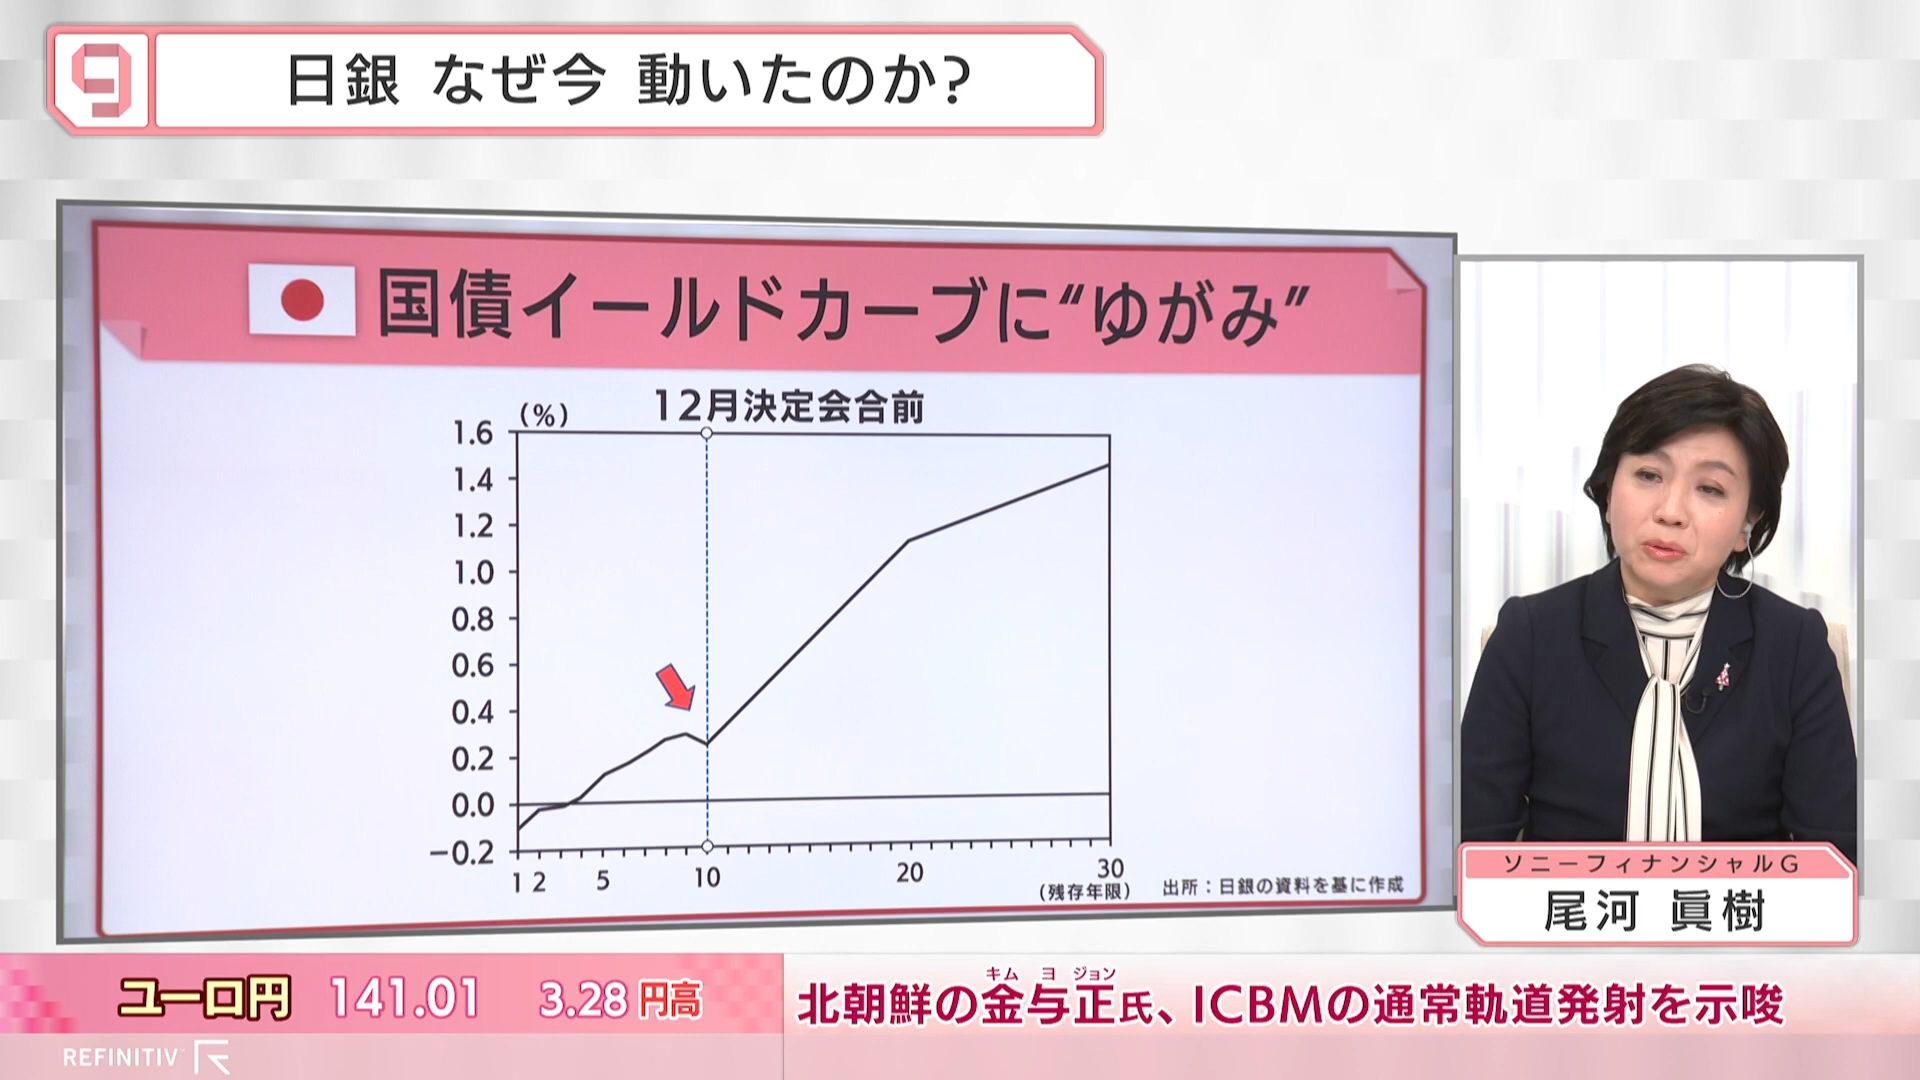 9
日銀 なぜ今 動いたのか?
国債イールドカーブに“ゆがみ”
12月決定会合前
(%)
1.6
1.4
1.2
1.0
0.8
0.6
0.4
0.2
0.0
−0.2
1 2 5 10 20 30
(残存年限)
出所：日銀の資料を基に作成
ソニーフィナンシャルG
尾河 眞樹
ユーロ円 141.01 3.28 円高
キム ヨ ジョン
北朝鮮の金与正氏、ICBMの通常軌道発射を示唆
REFINITIV